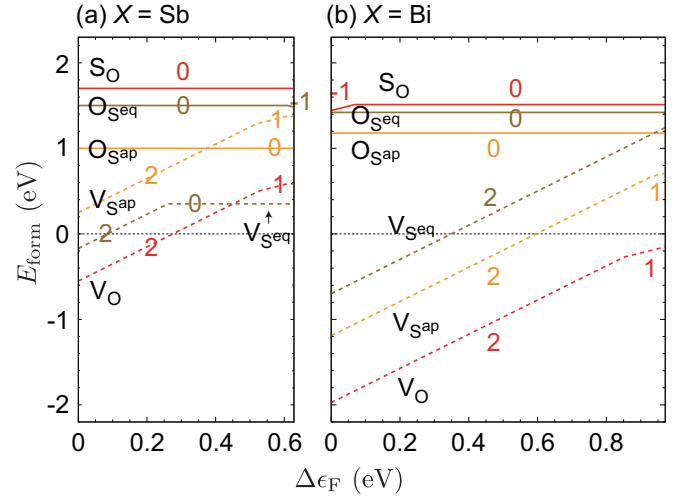 (a) X = Sb
(b) X = Bi
2
1
0
-1
-2
E_form (eV)
S_O
0
O_S^eq
0
-1
O_S^ap
0
1
V_S^ap
2
0
2
V_S^eq
1
2
V_O
-1
S_O
0
O_S^eq
0
O_S^ap
0
2
V_S^eq
1
2
V_S^ap
1
2
V_O
0 0.2 0.4 0.6
0 0.2 0.4 0.6 0.8
Δϵ_F (eV)